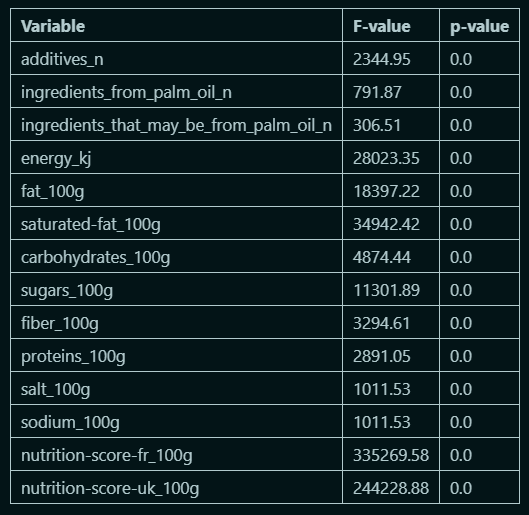 Variable F-value p-value
additives_n 2344.95 0.0
ingredients_from_palm_oil_n 791.87 0.0
ingredients_that_may_be_from_palm_oil_n 306.51 0.0
energy_kj 28023.35 0.0
fat_100g 18397.22 0.0
saturated-fat_100g 34942.42 0.0
carbohydrates_100g 4874.44 0.0
sugars_100g 11301.89 0.0
fiber_100g 3294.61 0.0
proteins_100g 2891.05 0.0
salt_100g 1011.53 0.0
sodium_100g 1011.53 0.0
nutrition-score-fr_100g 335269.58 0.0
nutrition-score-uk_100g 244228.88 0.0